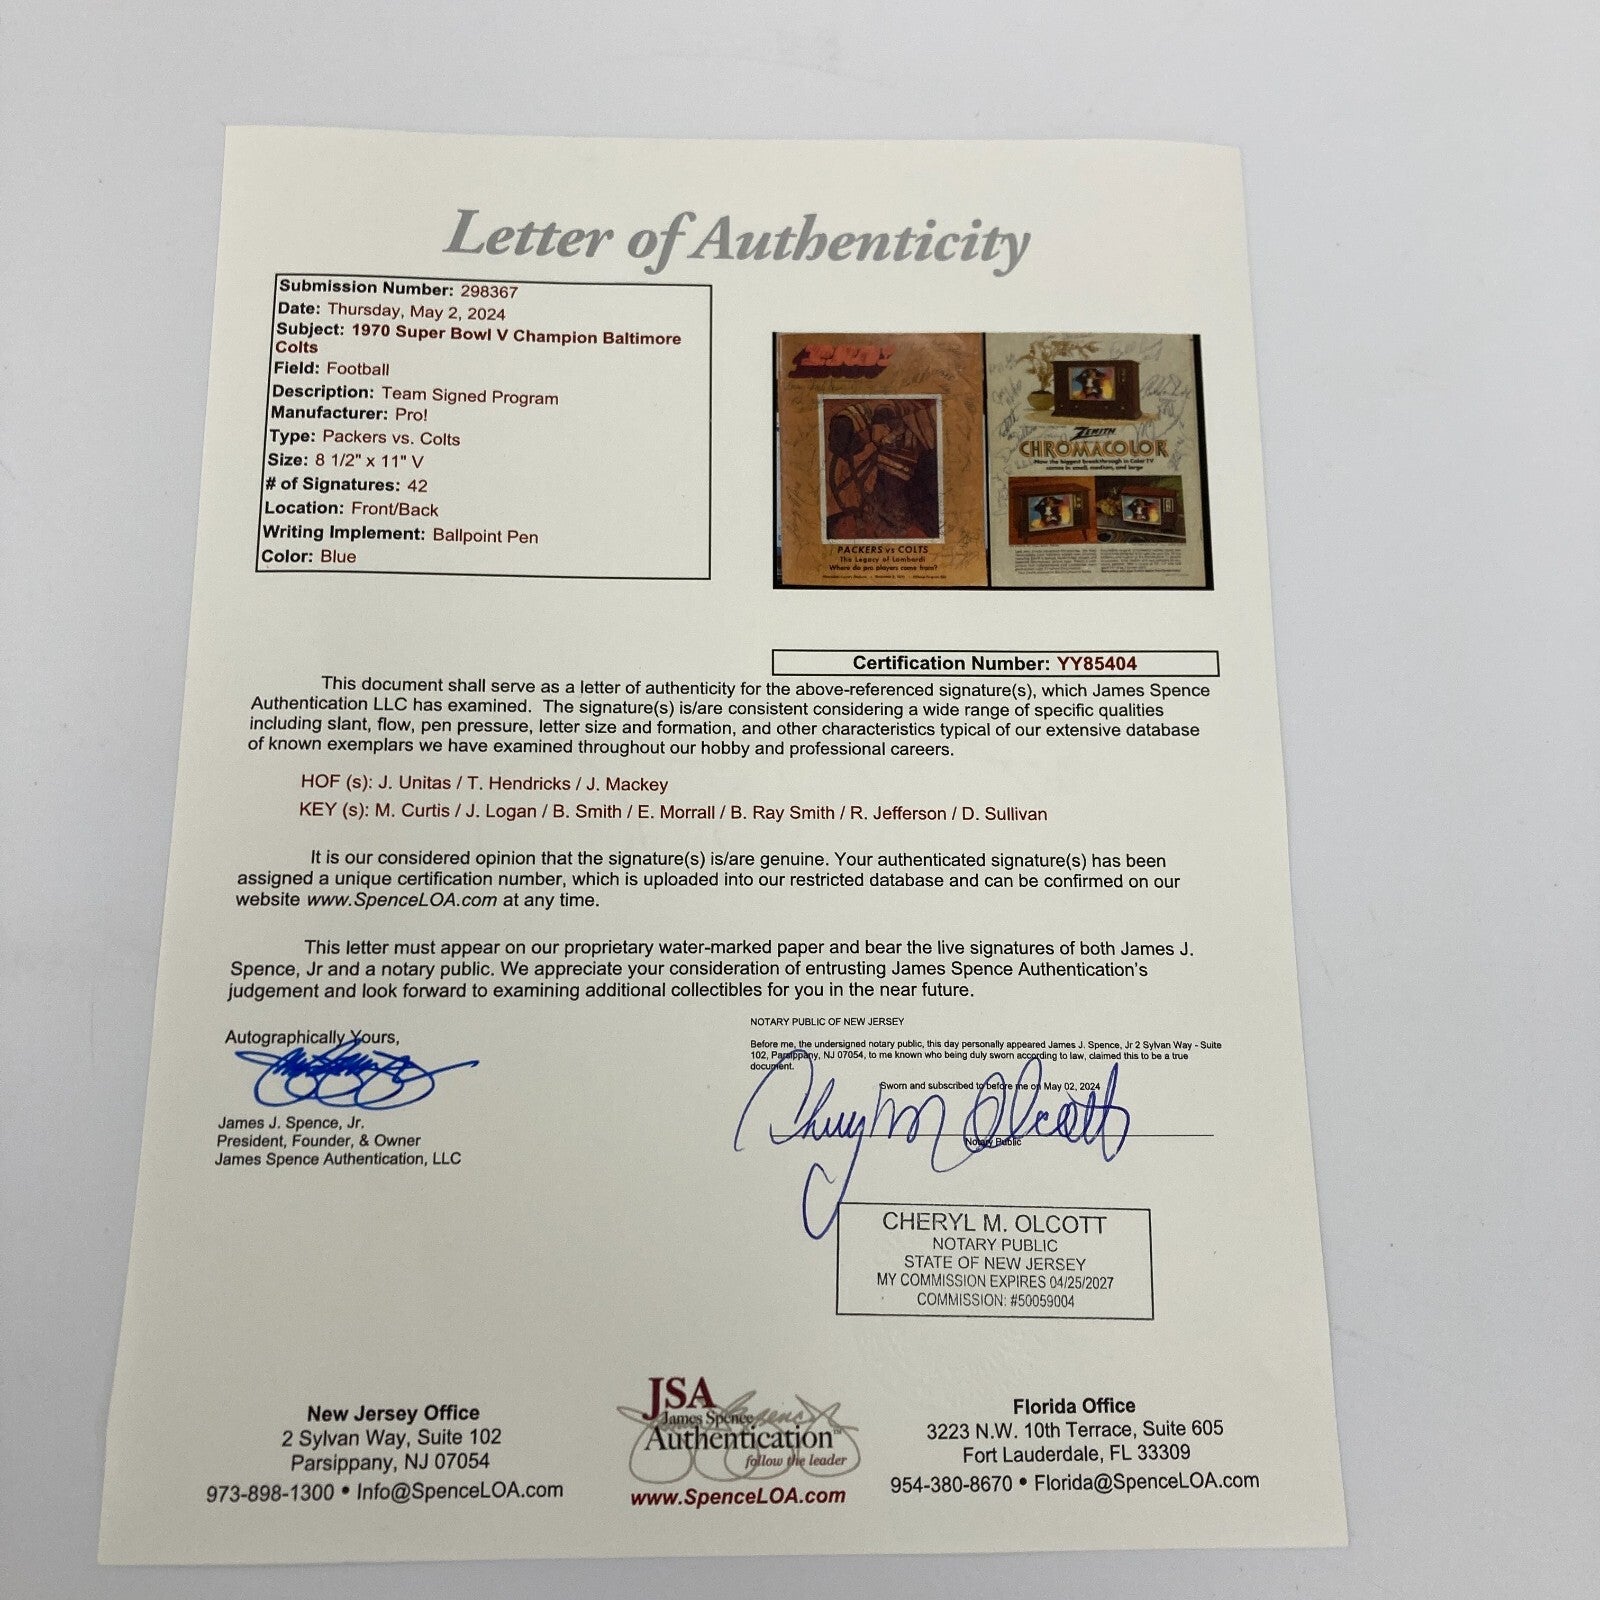 Letter of Authenticity
Submission Number: 298367
Date: Thursday, May 2, 2024
Subject: 1970 Super Bowl V Champion Baltimore
Colts
Field: Football
Description: Team Signed Program
Manufacturer: Pro!
Type: Packers vs. Colts
Size: 8 1/2" x 11" V
# of Signatures: 42
Location: Front/Back
Writing Implement: Ballpoint Pen
Color: Blue
PACKERS vs COLTS
The Legacy of Lombardi
Where do pro players come from?
ZENITH
CHROMACOLOR
Now the biggest breakthrough in Color TV
comes in small, medium, and large
Certification Number: YY85404
This document shall serve as a letter of authenticity for the above-referenced signature(s), which James Spence
Authentication LLC has examined. The signature(s) is/are consistent considering a wide range of specific qualities
including slant, flow, pen pressure, letter size and formation, and other characteristics typical of our extensive database
of known exemplars we have examined throughout our hobby and professional careers.
HOF (s): J. Unitas / T. Hendricks / J. Mackey
KEY (s): M. Curtis / J. Logan / B. Smith / E. Morrall / B. Ray Smith / R. Jefferson / D. Sullivan
It is our considered opinion that the signature(s) is/are genuine. Your authenticated signature(s) has been
assigned a unique certification number, which is uploaded into our restricted database and can be confirmed on our
website www.SpenceLOA.com at any time.
This letter must appear on our proprietary water-marked paper and bear the live signatures of both James J.
Spence, Jr and a notary public. We appreciate your consideration of entrusting James Spence Authentication's
judgement and look forward to examining additional collectibles for you in the near future.
Autographically Yours,
James J. Spence, Jr.
President, Founder, & Owner
James Spence Authentication, LLC
NOTARY PUBLIC OF NEW JERSEY
Before me, the undersigned notary public, this day personally appeared James J. Spence, Jr 2 Sylvan Way - Suite
102, Parsippany, NJ 07054, to me known who being duly sworn according to law, claimed this to be a true
document.
Sworn and subscribed to before me on May 02, 2024
Cheryl M Olcott
Notary Public
CHERYL M. OLCOTT
NOTARY PUBLIC
STATE OF NEW JERSEY
MY COMMISSION EXPIRES 04/25/2027
COMMISSION: #50059004
New Jersey Office
2 Sylvan Way, Suite 102
Parsippany, NJ 07054
973-898-1300 • Info@SpenceLOA.com
JSA
James Spence
Authentication™
follow the leader
www.SpenceLOA.com
Florida Office
3223 N.W. 10th Terrace, Suite 605
Fort Lauderdale, FL 33309
954-380-8670 • Florida@SpenceLOA.com